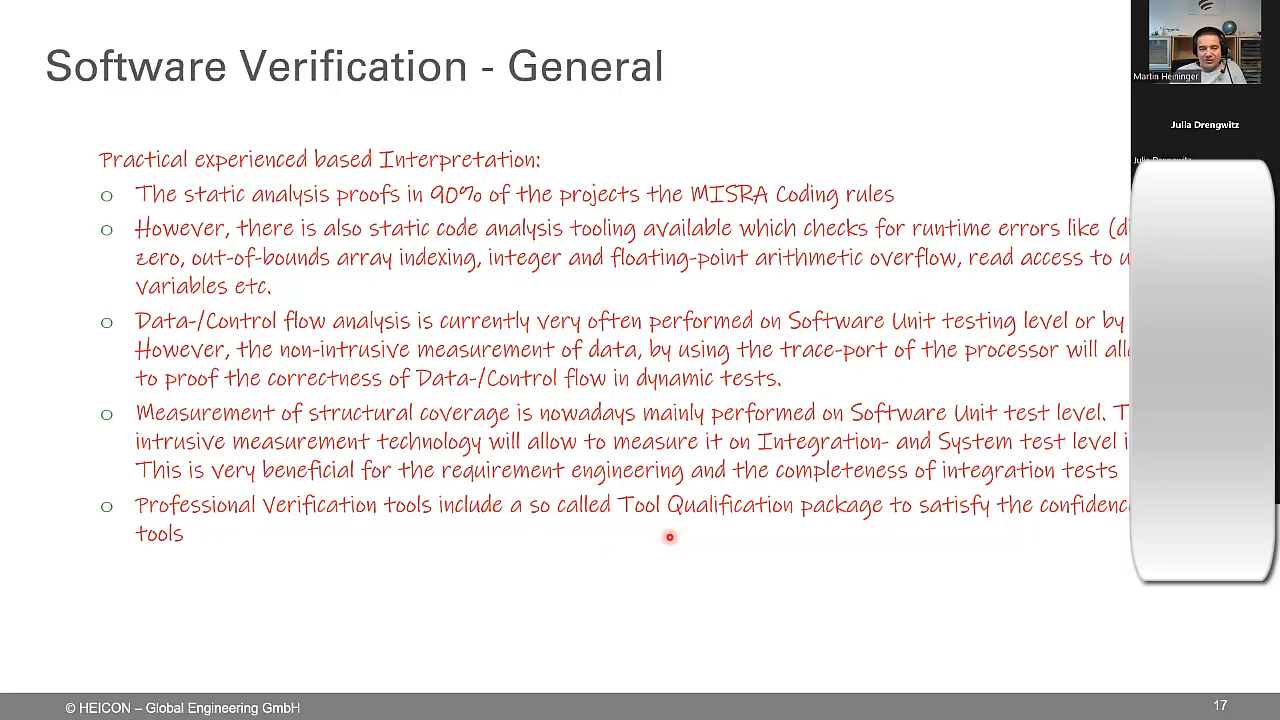 Software Verification - General
Practical experienced based Interpretation:
o The static analysis proofs in 90% of the projects the MISRA Coding rules
o However, there is also static code analysis tooling available which checks for runtime errors like
zero, out-of-bounds array indexing, integer and floating-point arithmetic overflow, read access to
variables etc.
o Data-/Control flow analysis is currently very often performed on Software Unit testing level or by
However, the non-intrusive measurement of data, by using the trace-port of the processor will
to proof the correctness of Data-/Control flow in dynamic tests.
o Measurement of structural coverage is nowadays mainly performed on Software Unit test level.
intrusive measurement technology will allow to measure it on Integration- and System test level
This is very beneficial for the requirement engineering and the completeness of integration tests
o Professional Verification tools include a so called Tool Qualification package to satisfy the
tools
Martin Heininger
Julia Drengwitz
Julia Drengwitz
© HEICON – Global Engineering GmbH
17